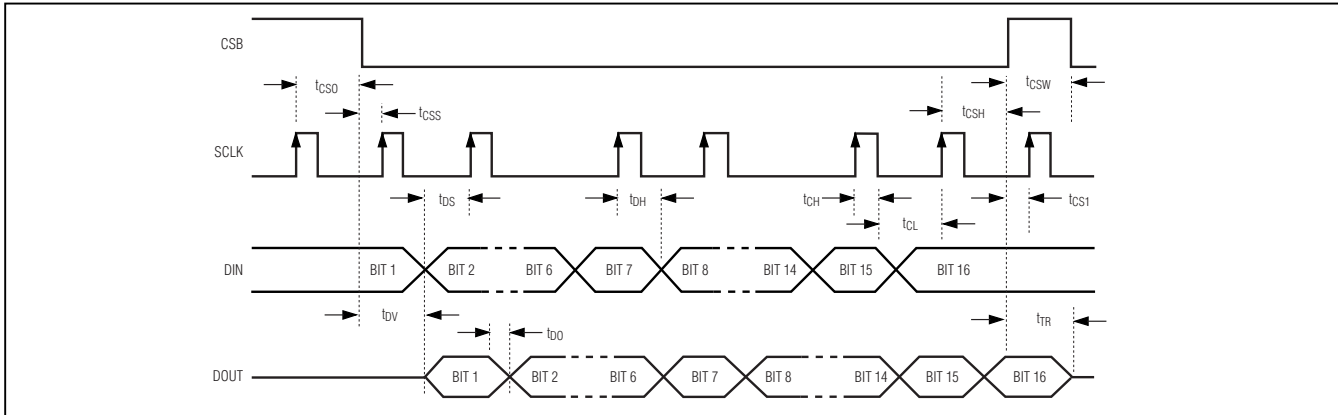 CSB
tCSO
tCSW
tCSS
tCSH
SCLK
tDS
tDH
tCH
tCS1
tCL
DIN
BIT 1
BIT 2
BIT 6
BIT 7
BIT 8
BIT 14
BIT 15
BIT 16
tDV
tTR
tDO
DOUT
BIT 1
BIT 2
BIT 6
BIT 7
BIT 8
BIT 14
BIT 15
BIT 16